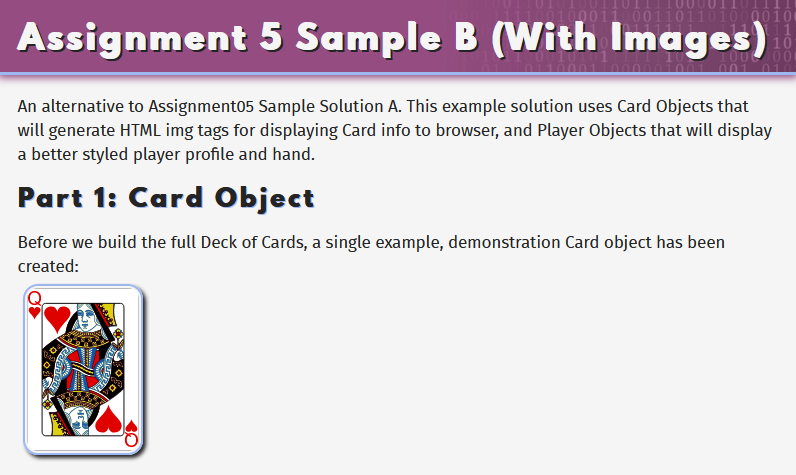 Assignment 5 Sample B (With Images)
An alternative to Assignment05 Sample Solution A. This example solution uses Card Objects that
will generate HTML img tags for displaying Card info to browser, and Player Objects that will display
a better styled player profile and hand.
Part 1: Card Object
Before we build the full Deck of Cards, a single example, demonstration Card object has been
created:
Q
Q